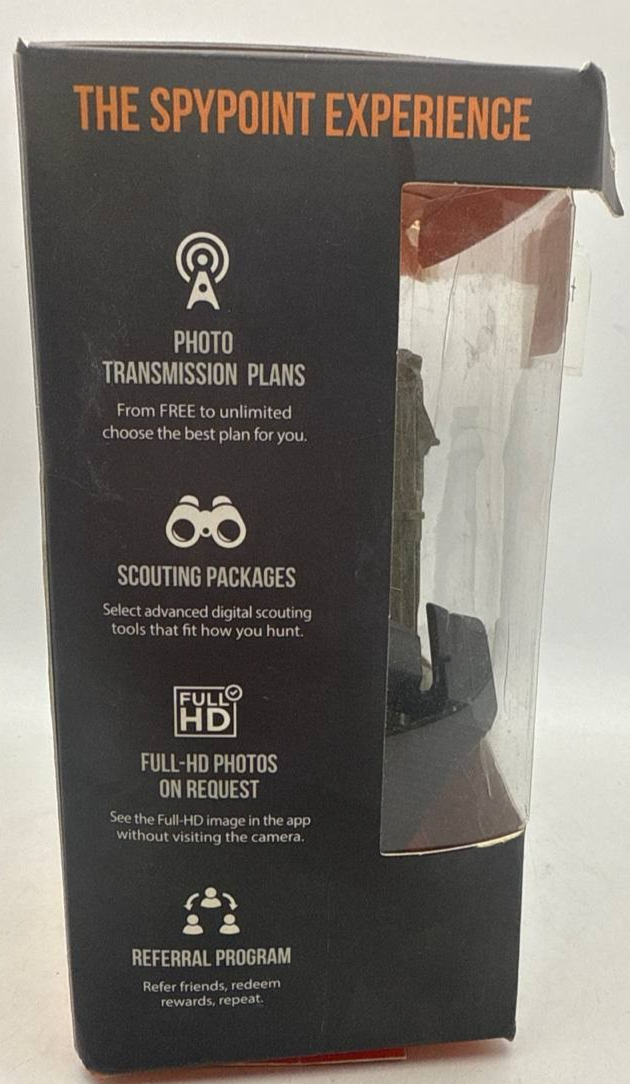 THE SPYPOINT EXPERIENCE
PHOTO
TRANSMISSION PLANS
From FREE to unlimited
choose the best plan for you.
SCOUTING PACKAGES
Select advanced digital scouting
tools that fit how you hunt.
FULL
HD
FULL-HD PHOTOS
ON REQUEST
See the Full-HD image in the app
without visiting the camera.
REFERRAL PROGRAM
Refer friends, redeem
rewards, repeat.